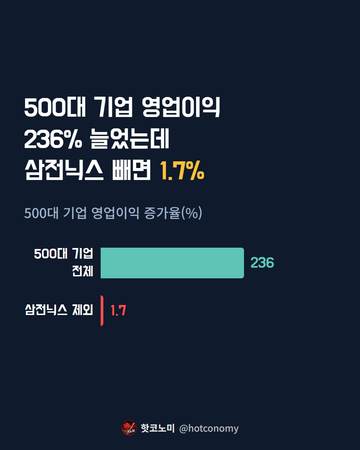 500대 기업 영업이익
236% 늘었는데
삼전닉스 빼면 1.7%
500대 기업 영업이익 증가율(%)
500대 기업
전체
236
삼전닉스 제외
1.7
핫코노미 @hotconomy